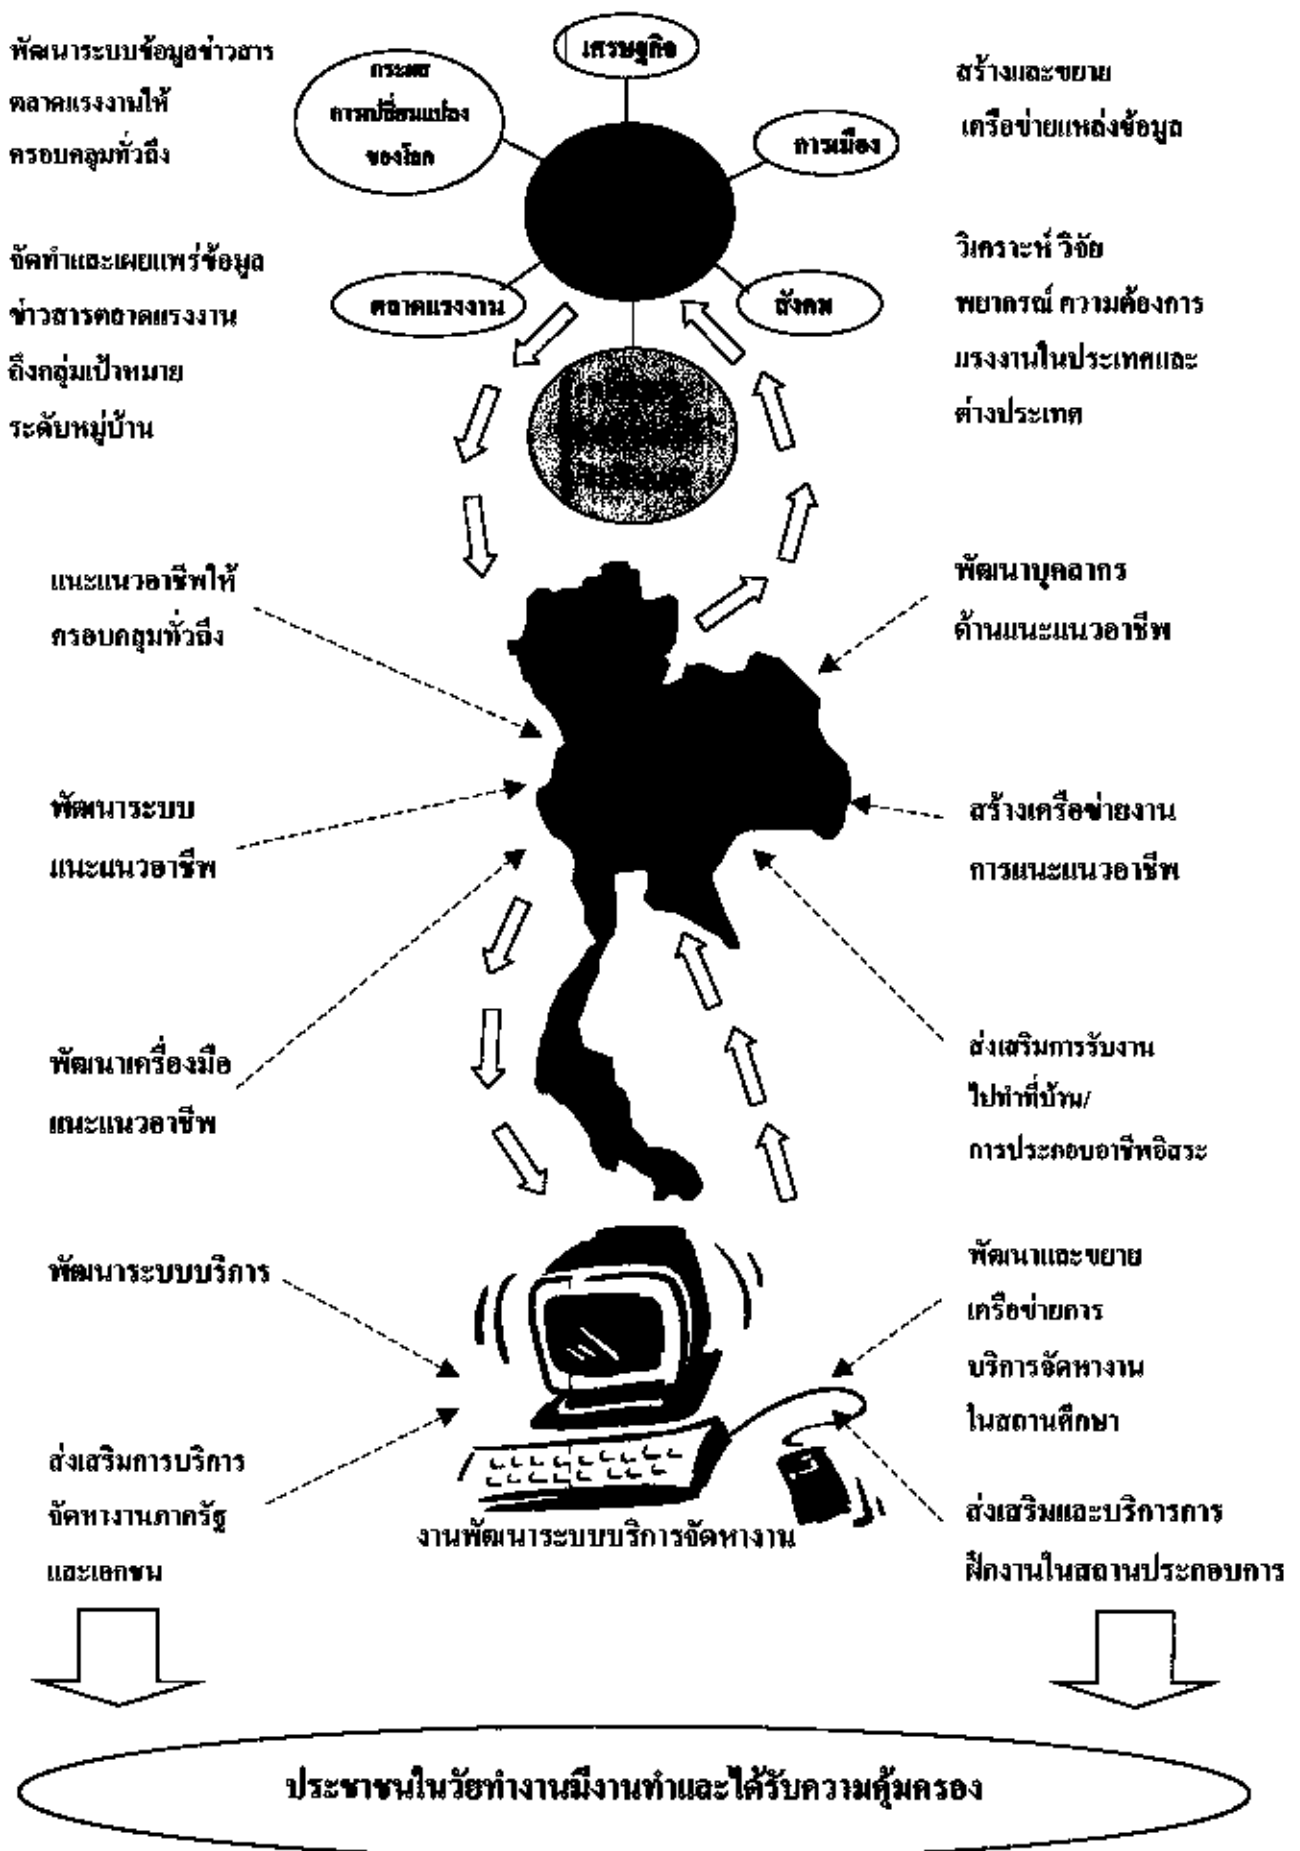 พัฒนาระบบข้อมูลข่าวสาร
ตลาดแรงงานให้
ครอบคลุมทั่วถึง
กระแส
การเปลี่ยนแปลง
ของโลก
เศรษฐกิจ
การเมือง
สร้างและขยาย
เครือข่ายแหล่งข้อมูล
จัดทำและเผยแพร่ข้อมูล
ข่าวสารตลาดแรงงาน
ถึงกลุ่มเป้าหมาย
ระดับหมู่บ้าน
ตลาดแรงงาน
สังคม
วิเคราะห์ วิจัย
พยากรณ์ ความต้องการ
แรงงานในประเทศและ
ต่างประเทศ
แนะแนวอาชีพให้
ครอบคลุมทั่วถึง
พัฒนาบุคลากร
ด้านแนะแนวอาชีพ
พัฒนาระบบ
แนะแนวอาชีพ
สร้างเครือข่ายงาน
การแนะแนวอาชีพ
พัฒนาเครื่องมือ
แนะแนวอาชีพ
ส่งเสริมการรับงาน
ไปทำที่บ้าน/
การประกอบอาชีพอิสระ
พัฒนาระบบบริการ
พัฒนาและขยาย
เครือข่ายการ
บริการจัดหางาน
ในสถานศึกษา
ส่งเสริมการบริการ
จัดหางานภาครัฐ
และเอกชน
งานพัฒนาระบบบริการจัดหางาน
ส่งเสริมและบริการการ
ฝึกงานในสถานประกอบการ
ประชาชนในวัยทำงานมีงานทำและได้รับความคุ้มครอง